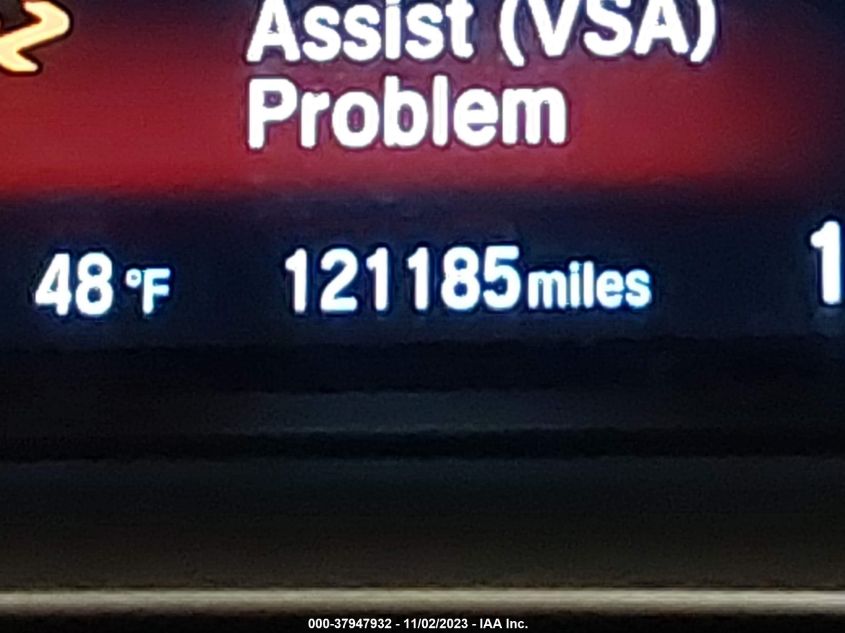 Assist (VSA)
Problem
48 °F 121185 miles 1
000-37947932 - 11/02/2023 - IAA Inc.